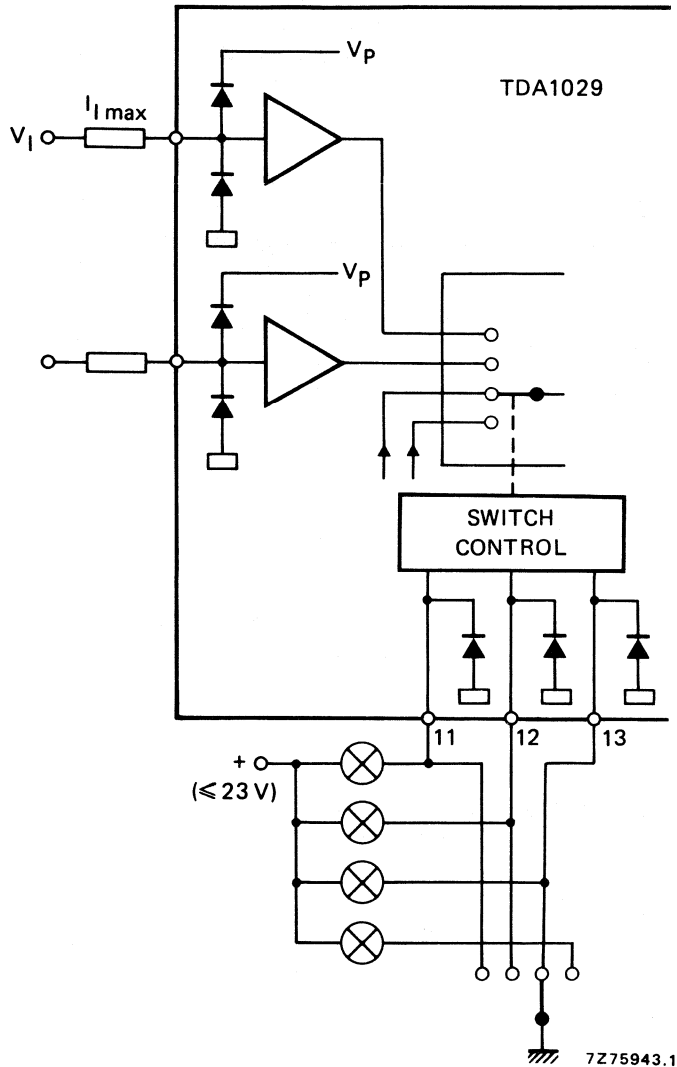 V_P
TDA1029
I_I max
V_I
V_P
SWITCH
CONTROL
11
12
13
+
(≤ 23 V)
7Z75943.1